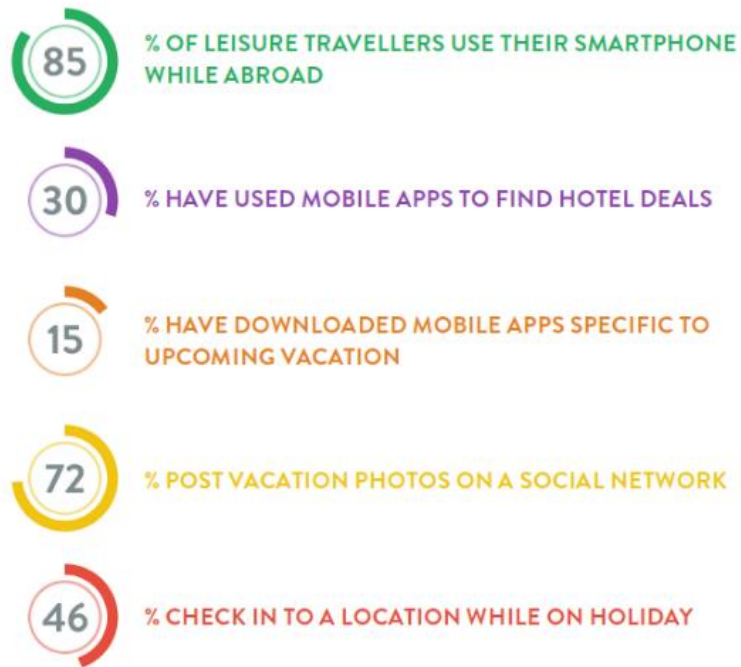 85
% OF LEISURE TRAVELLERS USE THEIR SMARTPHONE
WHILE ABROAD
30
% HAVE USED MOBILE APPS TO FIND HOTEL DEALS
15
% HAVE DOWNLOADED MOBILE APPS SPECIFIC TO
UPCOMING VACATION
72
% POST VACATION PHOTOS ON A SOCIAL NETWORK
46
% CHECK IN TO A LOCATION WHILE ON HOLIDAY